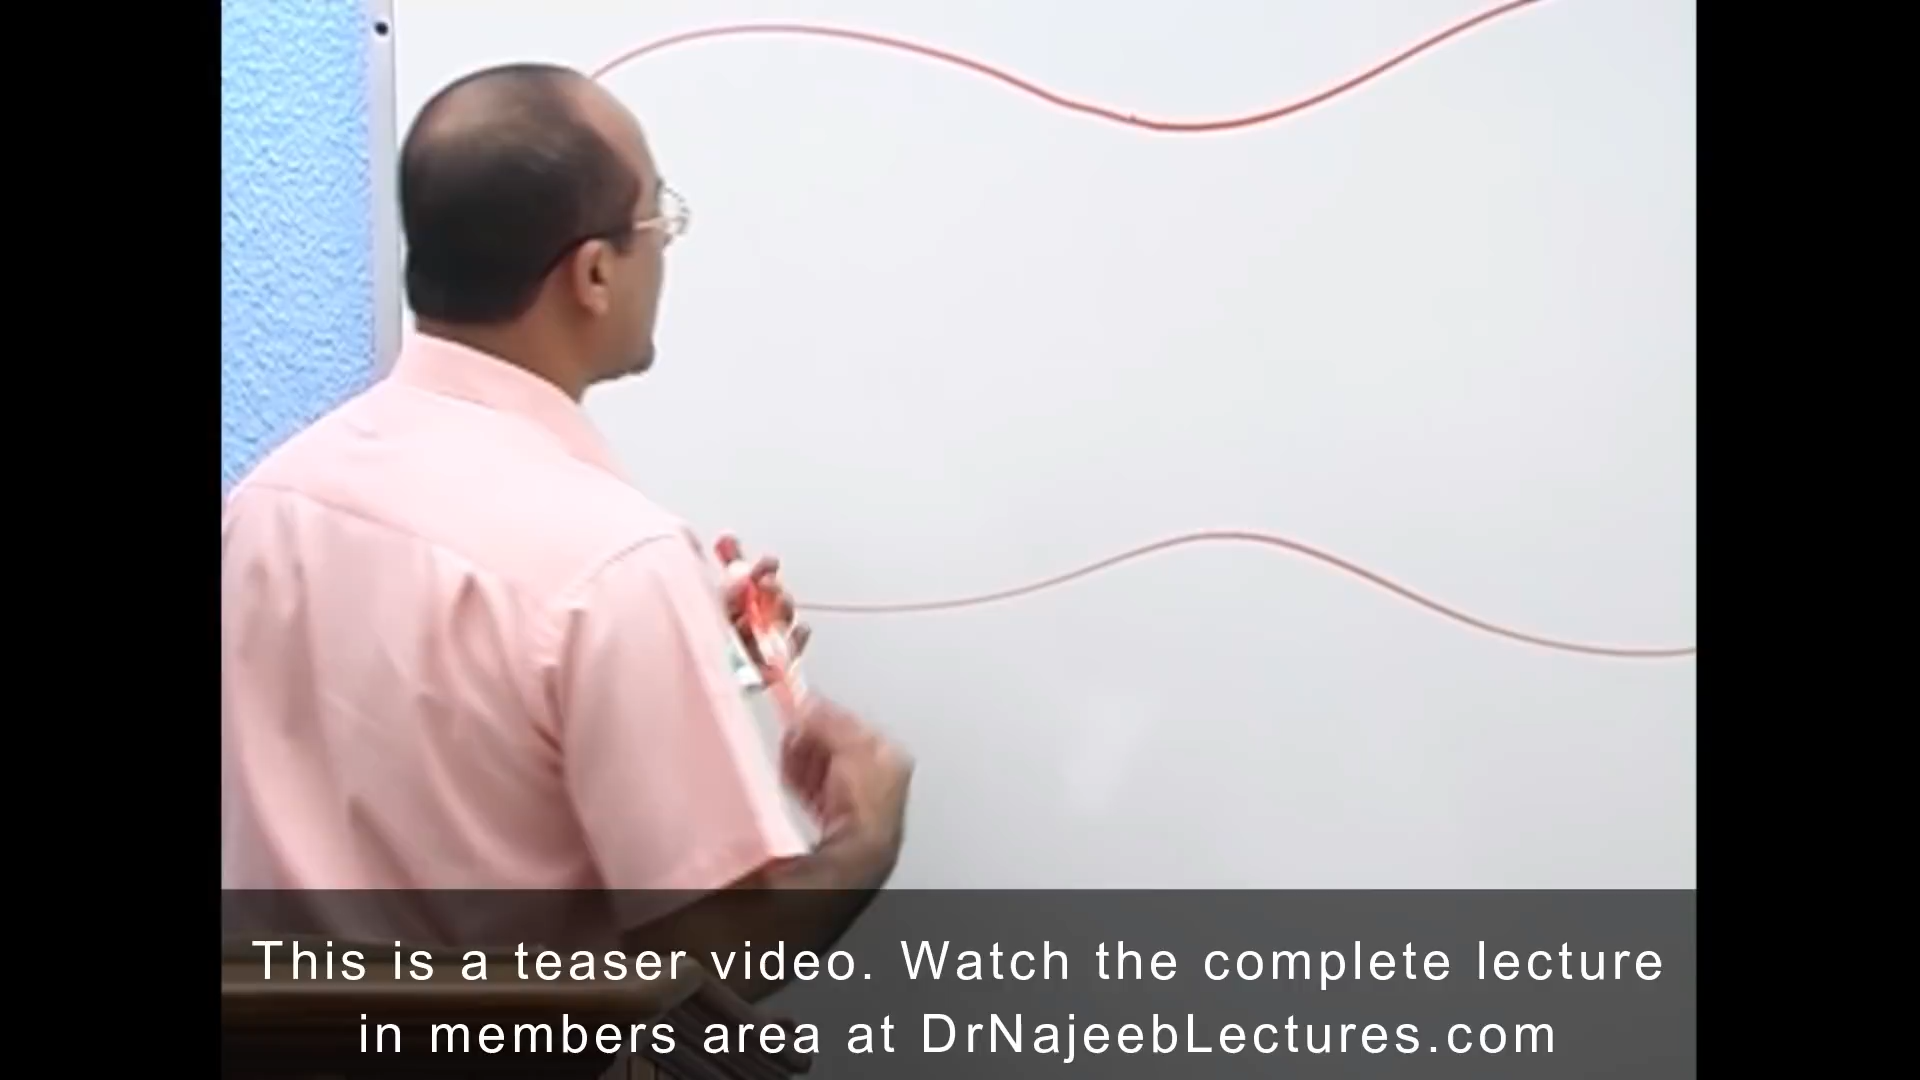 This is a teaser video. Watch the complete lecture
in members area at DrNajeebLectures.com